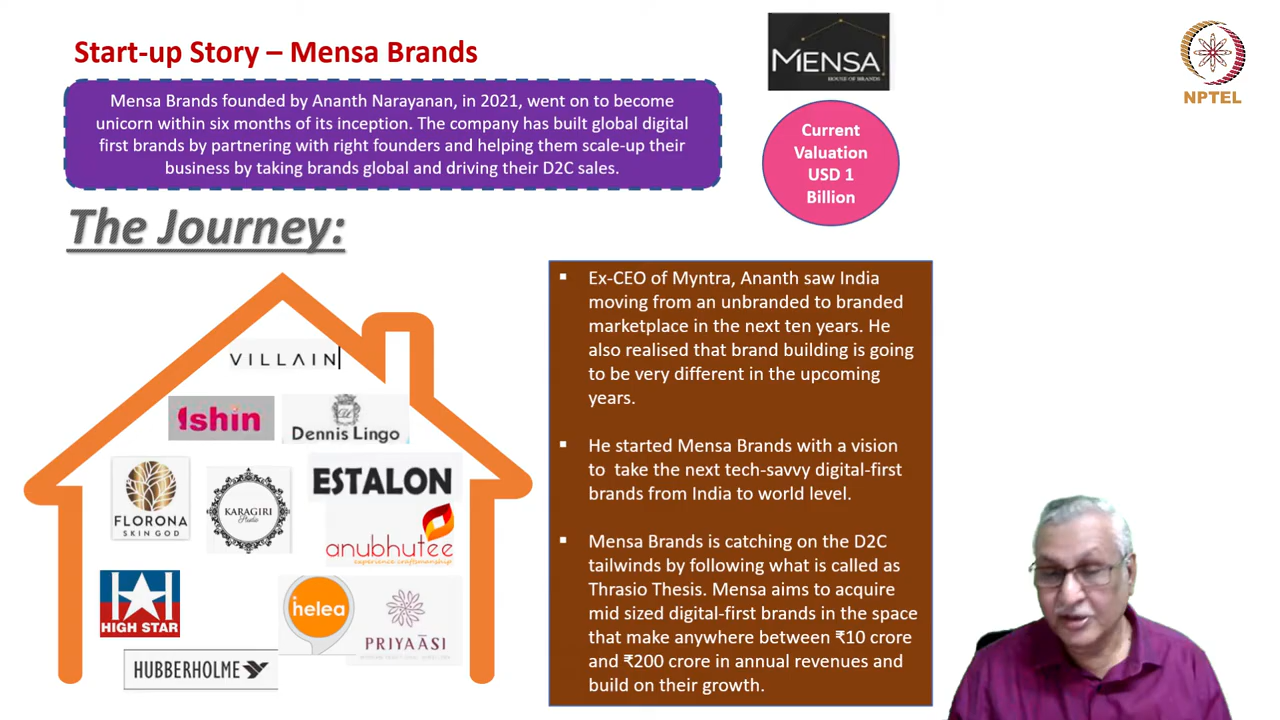 Start-up Story – Mensa Brands
MENSA
HOUSE OF BRANDS
NPTEL
Mensa Brands founded by Ananth Narayanan, in 2021, went on to become
unicorn within six months of its inception. The company has built global digital
first brands by partnering with right founders and helping them scale-up their
business by taking brands global and driving their D2C sales.
Current
Valuation
USD 1
Billion
The Journey:
VILLAIN
Ishin
Dennis Lingo
FLORONA
SKIN GOD
KARAGIRI
Studio
ESTALON
anubhutee
experience craftsmanship
HIGH STAR
helea
PRIYAASI
HUBBERHOLME
▪ Ex-CEO of Myntra, Ananth saw India
moving from an unbranded to branded
marketplace in the next ten years. He
also realised that brand building is going
to be very different in the upcoming
years.
▪ He started Mensa Brands with a vision
to take the next tech-savvy digital-first
brands from India to world level.
▪ Mensa Brands is catching on the D2C
tailwinds by following what is called as
Thrasio Thesis. Mensa aims to acquire
mid sized digital-first brands in the space
that make anywhere between ₹10 crore
and ₹200 crore in annual revenues and
build on their growth.